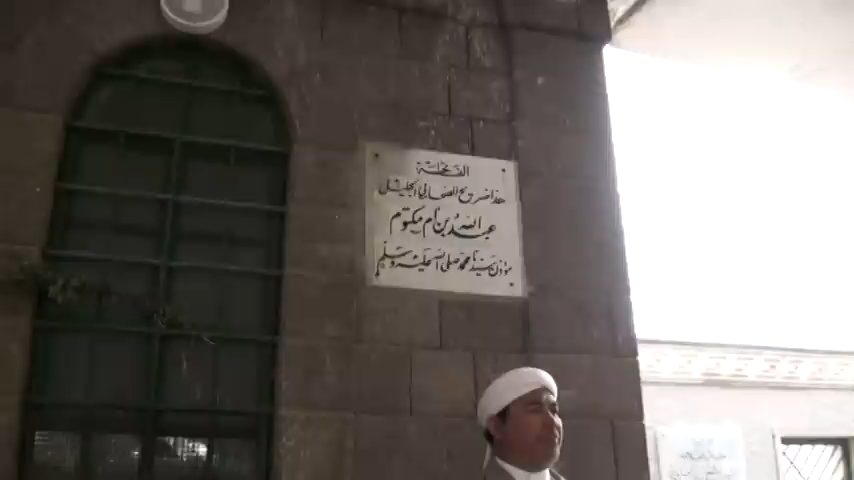 الفاتحة
هذا ضريح الصحابي الجليل
عبد الله بن ام مكتوم
مؤذن سيدنا محمد صلى الله عليه وسلم